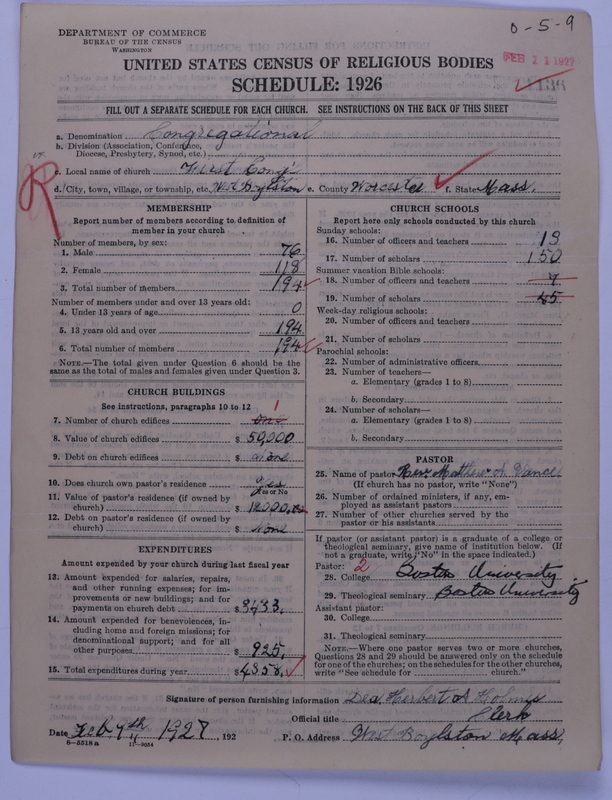 0-5-9
DEPARTMENT OF COMMERCE
BUREAU OF THE CENSUS
WASHINGTON
FEB 11 1927
UNITED STATES CENSUS OF RELIGIOUS BODIES
SCHEDULE: 1926
FILL OUT A SEPARATE SCHEDULE FOR EACH CHURCH. SEE INSTRUCTIONS ON THE BACK OF THIS SHEET
a. Denomination Congregational
b. Division (Association, Conference,
Diocese, Presbytery, Synod, etc.)
c. Local name of church First Cong'
d. City, town, village, or township, etc. West Boylston e. County Worcester f. State Mass.
MEMBERSHIP
Report number of members according to definition of
member in your church
Number of members, by sex:
1. Male 76
2. Female 118
3. Total number of members 194
Number of members under and over 13 years old:
4. Under 13 years of age 0
5. 13 years old and over 194
6. Total number of members 194
NOTE.—The total given under Question 6 should be the
same as the total of males and females given under Question 3.
CHURCH BUILDINGS
See instructions, paragraphs 10 to 12
7. Number of church edifices one 1
8. Value of church edifices $ 50,000
9. Debt on church edifices $ None
10. Does church own pastor's residence Yes
Yes or No
11. Value of pastor's residence (if owned by
church) $
12. Debt on pastor's residence (if owned by
church) $ None
EXPENDITURES
Amount expended by your church during last fiscal year
13. Amount expended for salaries, repairs,
and other running expenses; for im-
provements or new buildings; and for
payments on church debt $ 3433.
14. Amount expended for benevolences, in-
cluding home and foreign missions; for
denominational support; and for all
other purposes $ 925.
15. Total expenditures during year $ 4358.
CHURCH SCHOOLS
Report here only schools conducted by this church
Sunday schools:
16. Number of officers and teachers 19
17. Number of scholars 150
Summer vacation Bible schools:
18. Number of officers and teachers
19. Number of scholars
Week-day religious schools:
20. Number of officers and teachers
21. Number of scholars
Parochial schools:
22. Number of administrative officers
23. Number of teachers—
a. Elementary (grades 1 to 8)
b. Secondary
24. Number of scholars—
a. Elementary (grades 1 to 8)
b. Secondary
PASTOR
25. Name of pastor Rev. Matthew A. Vance
(If church has no pastor, write "None")
26. Number of ordained ministers, if any, em-
ployed as assistant pastors
27. Number of other churches served by the
pastor or his assistants
If pastor (or assistant pastor) is a graduate of a college or
theological seminary, give name of institution below. (If
not a graduate, write "No" in the space indicated.)
Pastor: 2
28. College Boston University
29. Theological seminary Boston University
Assistant pastor:
30. College
31. Theological seminary
NOTE.—Where one pastor serves two or more churches,
Questions 28 and 29 should be answered only on the schedule
for one of the churches; on the schedules for the other churches,
write "See schedule for church."
Signature of person furnishing information Dea Herbert A Holmes
Official title Clerk
Date Feb 9th 1927, 192 P. O. Address West Boylston Mass,
8-5518a 11-9034